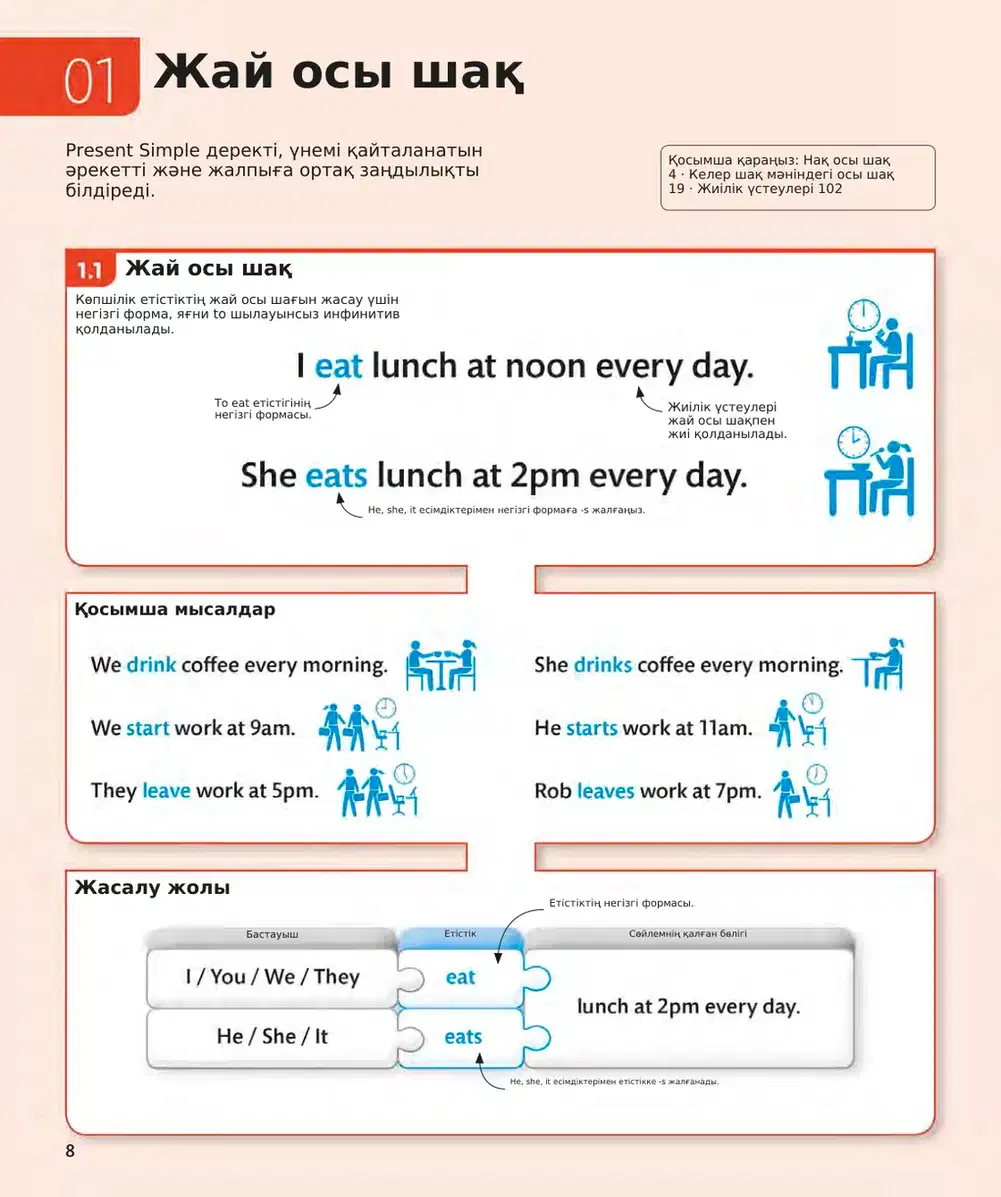 01 Жай осы шақ
Present Simple деректі, үнемі қайталанатын
әрекетті және жалпыға ортақ заңдылықты
білдіреді.
Қосымша қараңыз: Нақ осы шақ
4 · Келер шақ мәніндегі осы шақ
19 · Жиілік үстеулері 102
1.1 Жай осы шақ
Көпшілік етістіктің жай осы шағын жасау үшін
негізгі форма, яғни to шылауынсыз инфинитив
қолданылады.
I eat lunch at noon every day.
To eat етістігінің
негізгі формасы.
Жиілік үстеулері
жай осы шақпен
жиі қолданылады.
She eats lunch at 2pm every day.
He, she, it есімдіктерімен негізгі формаға -s жалғаңыз.
Қосымша мысалдар
We drink coffee every morning.
She drinks coffee every morning.
We start work at 9am.
He starts work at 11am.
They leave work at 5pm.
Rob leaves work at 7pm.
Жасалу жолы
Етістіктің негізгі формасы.
Бастауыш
Етістік
Сөйлемнің қалған бөлігі
I / You / We / They
eat
lunch at 2pm every day.
He / She / It
eats
He, she, it есімдіктерімен етістікке -s жалғанады.
8